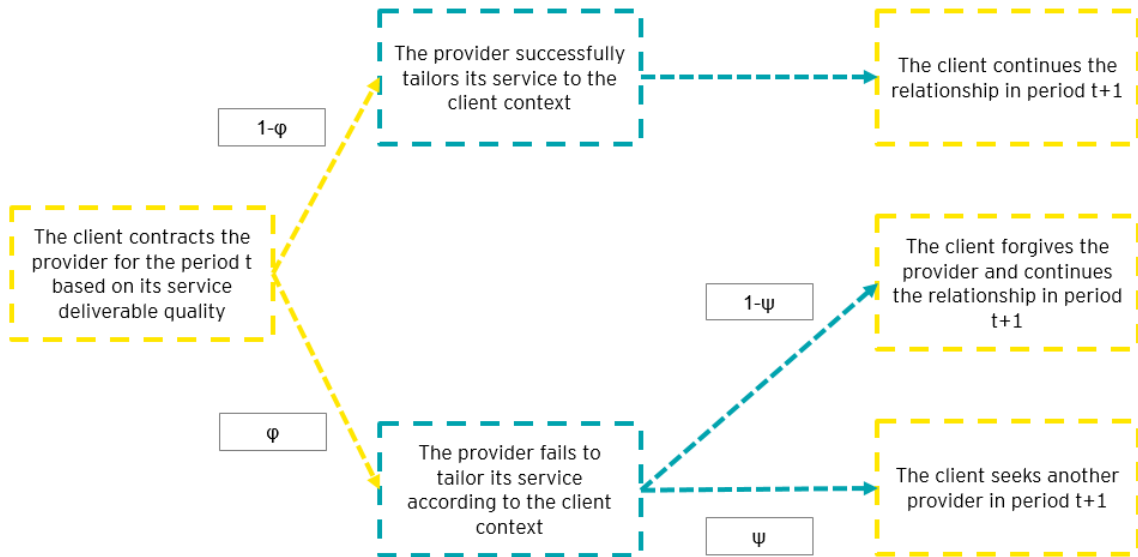 The provider successfully
tailors its service to the
client context
The client continues the
relationship in period t+1
1-φ
The client contracts the
provider for the period t
based on its service
deliverable quality
The client forgives the
provider and continues
the relationship in period
t+1
1-ψ
φ
The provider fails to
tailor its service
according to the client
context
The client seeks another
provider in period t+1
ψ